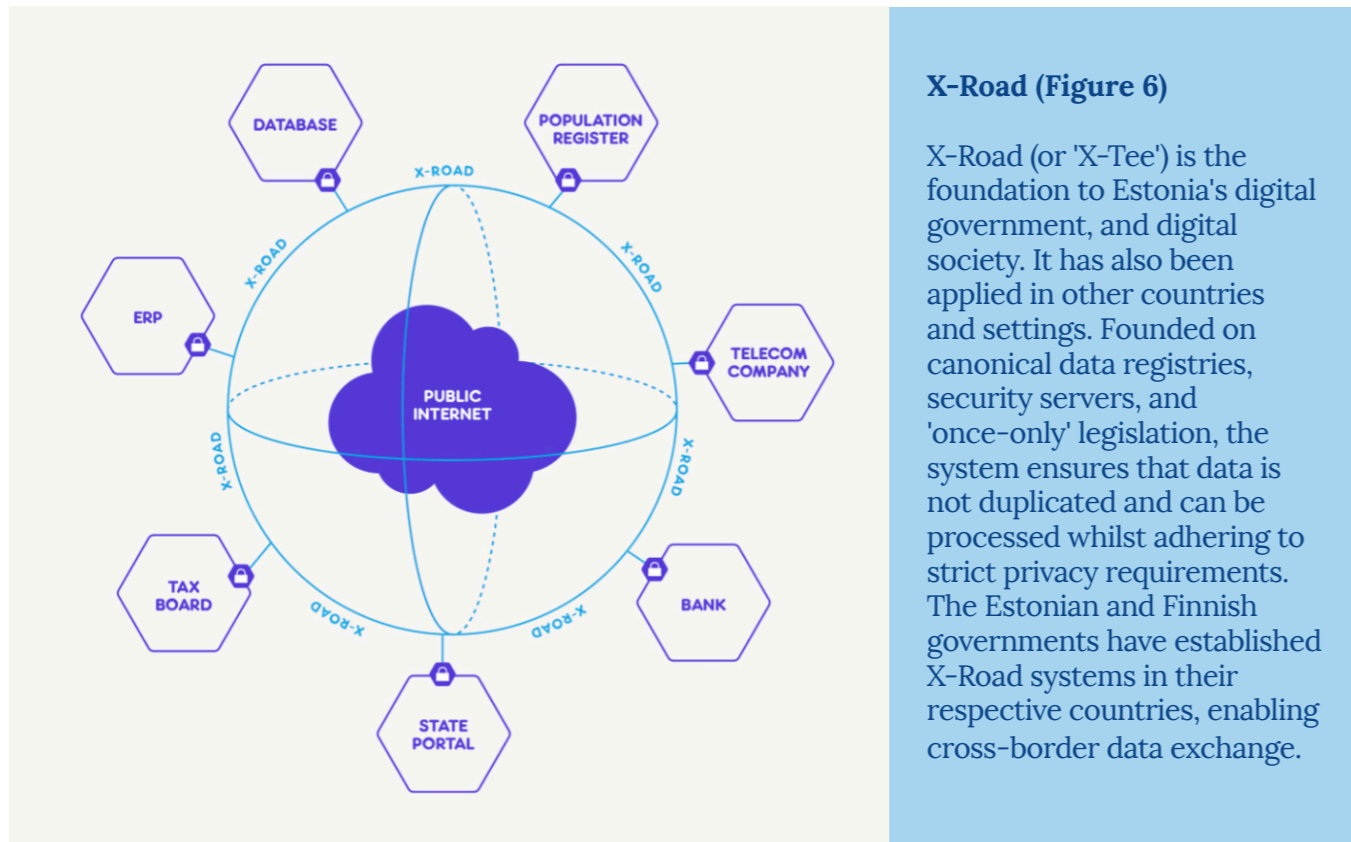 DATABASE
POPULATION
REGISTER
X-ROAD
X-ROAD
X-ROAD
ERP
TELECOM
COMPANY
PUBLIC
INTERNET
X-ROAD
X-ROAD
TAX
BOARD
BANK
X-ROAD
X-ROAD
STATE
PORTAL
X-Road (Figure 6)
X-Road (or 'X-Tee') is the
foundation to Estonia's digital
government, and digital
society. It has also been
applied in other countries
and settings. Founded on
canonical data registries,
security servers, and
'once-only' legislation, the
system ensures that data is
not duplicated and can be
processed whilst adhering to
strict privacy requirements.
The Estonian and Finnish
governments have established
X-Road systems in their
respective countries, enabling
cross-border data exchange.